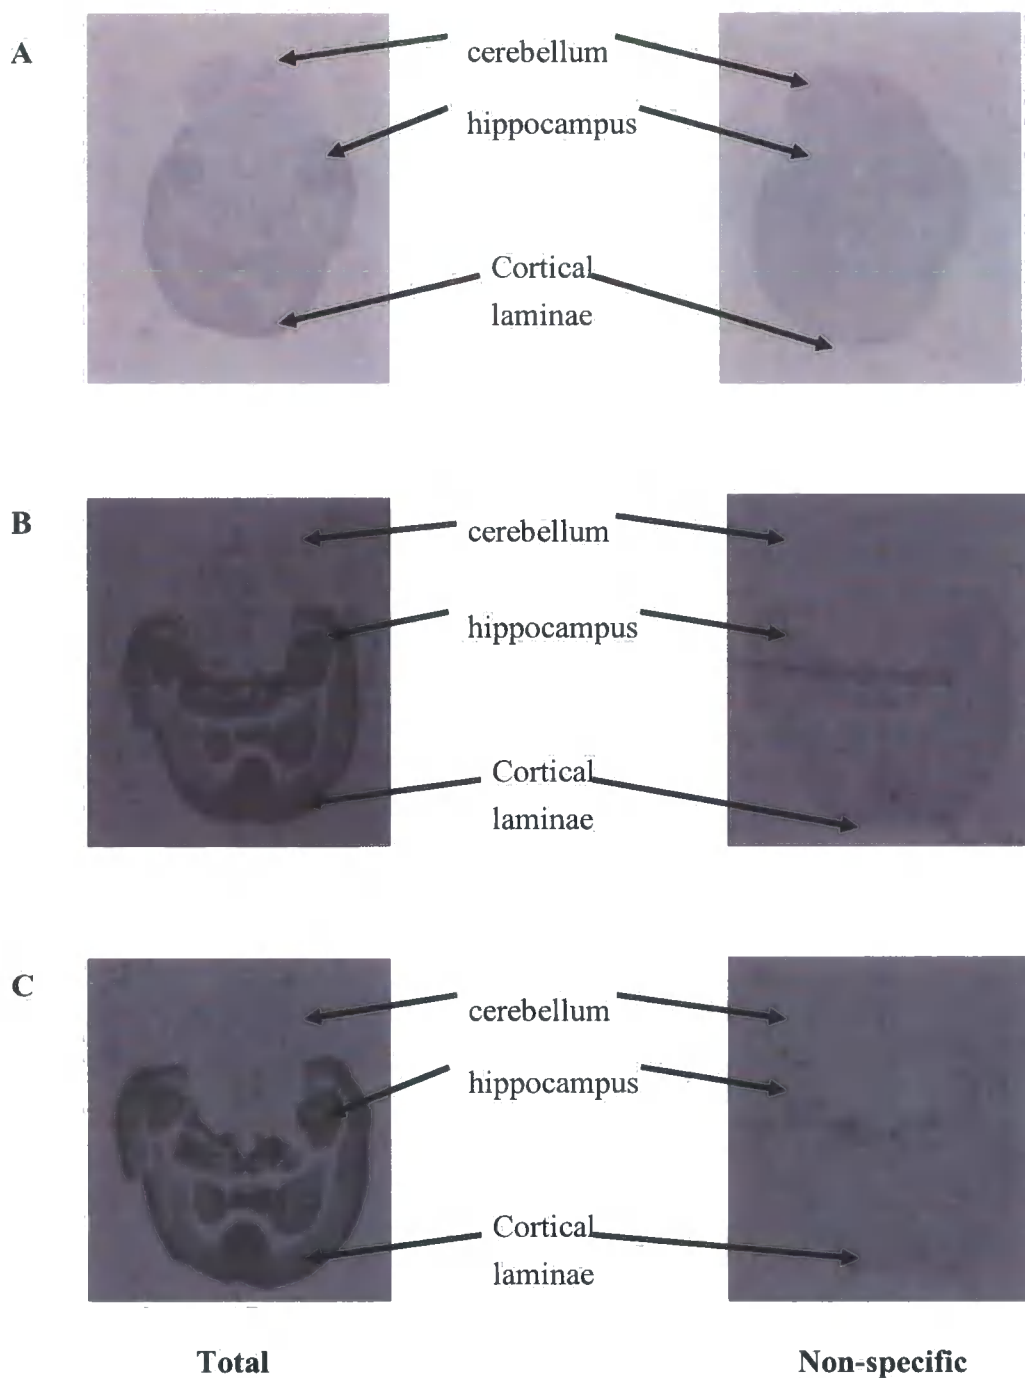 A
cerebellum
hippocampus
Cortical
laminae
B
cerebellum
hippocampus
Cortical
laminae
C
cerebellum
hippocampus
Cortical
laminae
Total
Non-specific